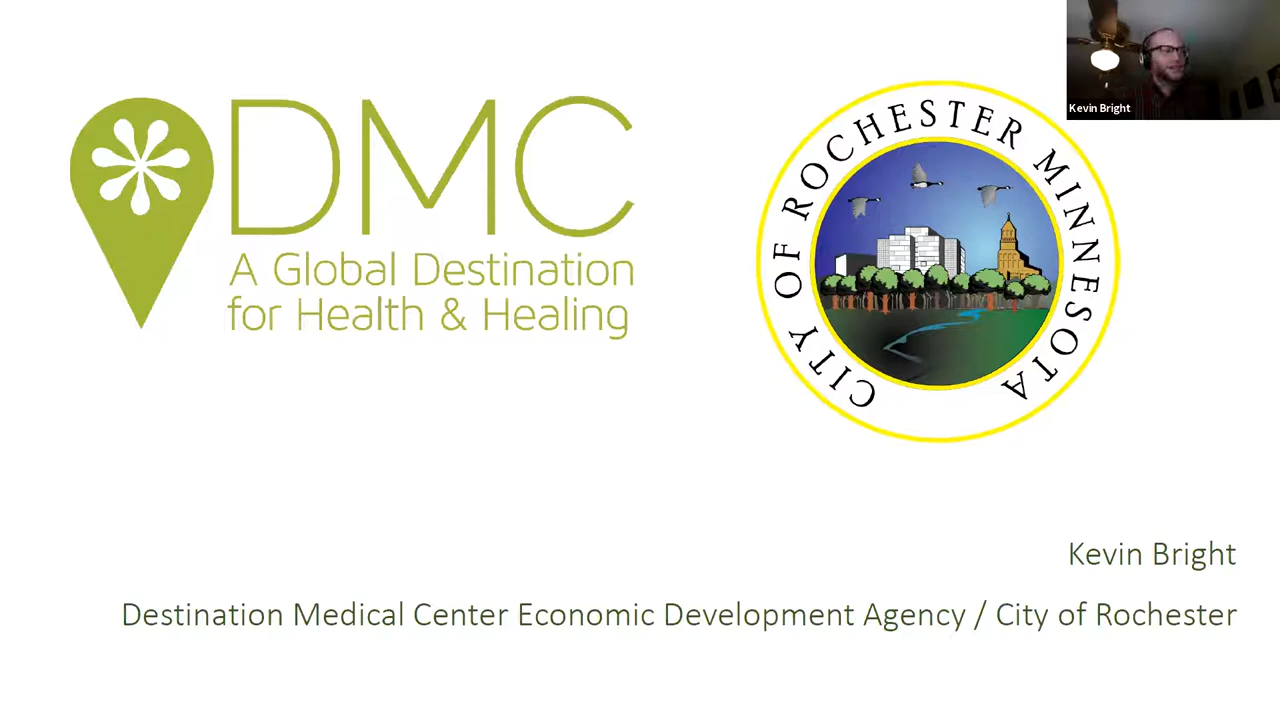 DMC
A Global Destination
for Health & Healing
CITY OF ROCHESTER MINNESOTA
Kevin Bright
Kevin Bright
Destination Medical Center Economic Development Agency / City of Rochester